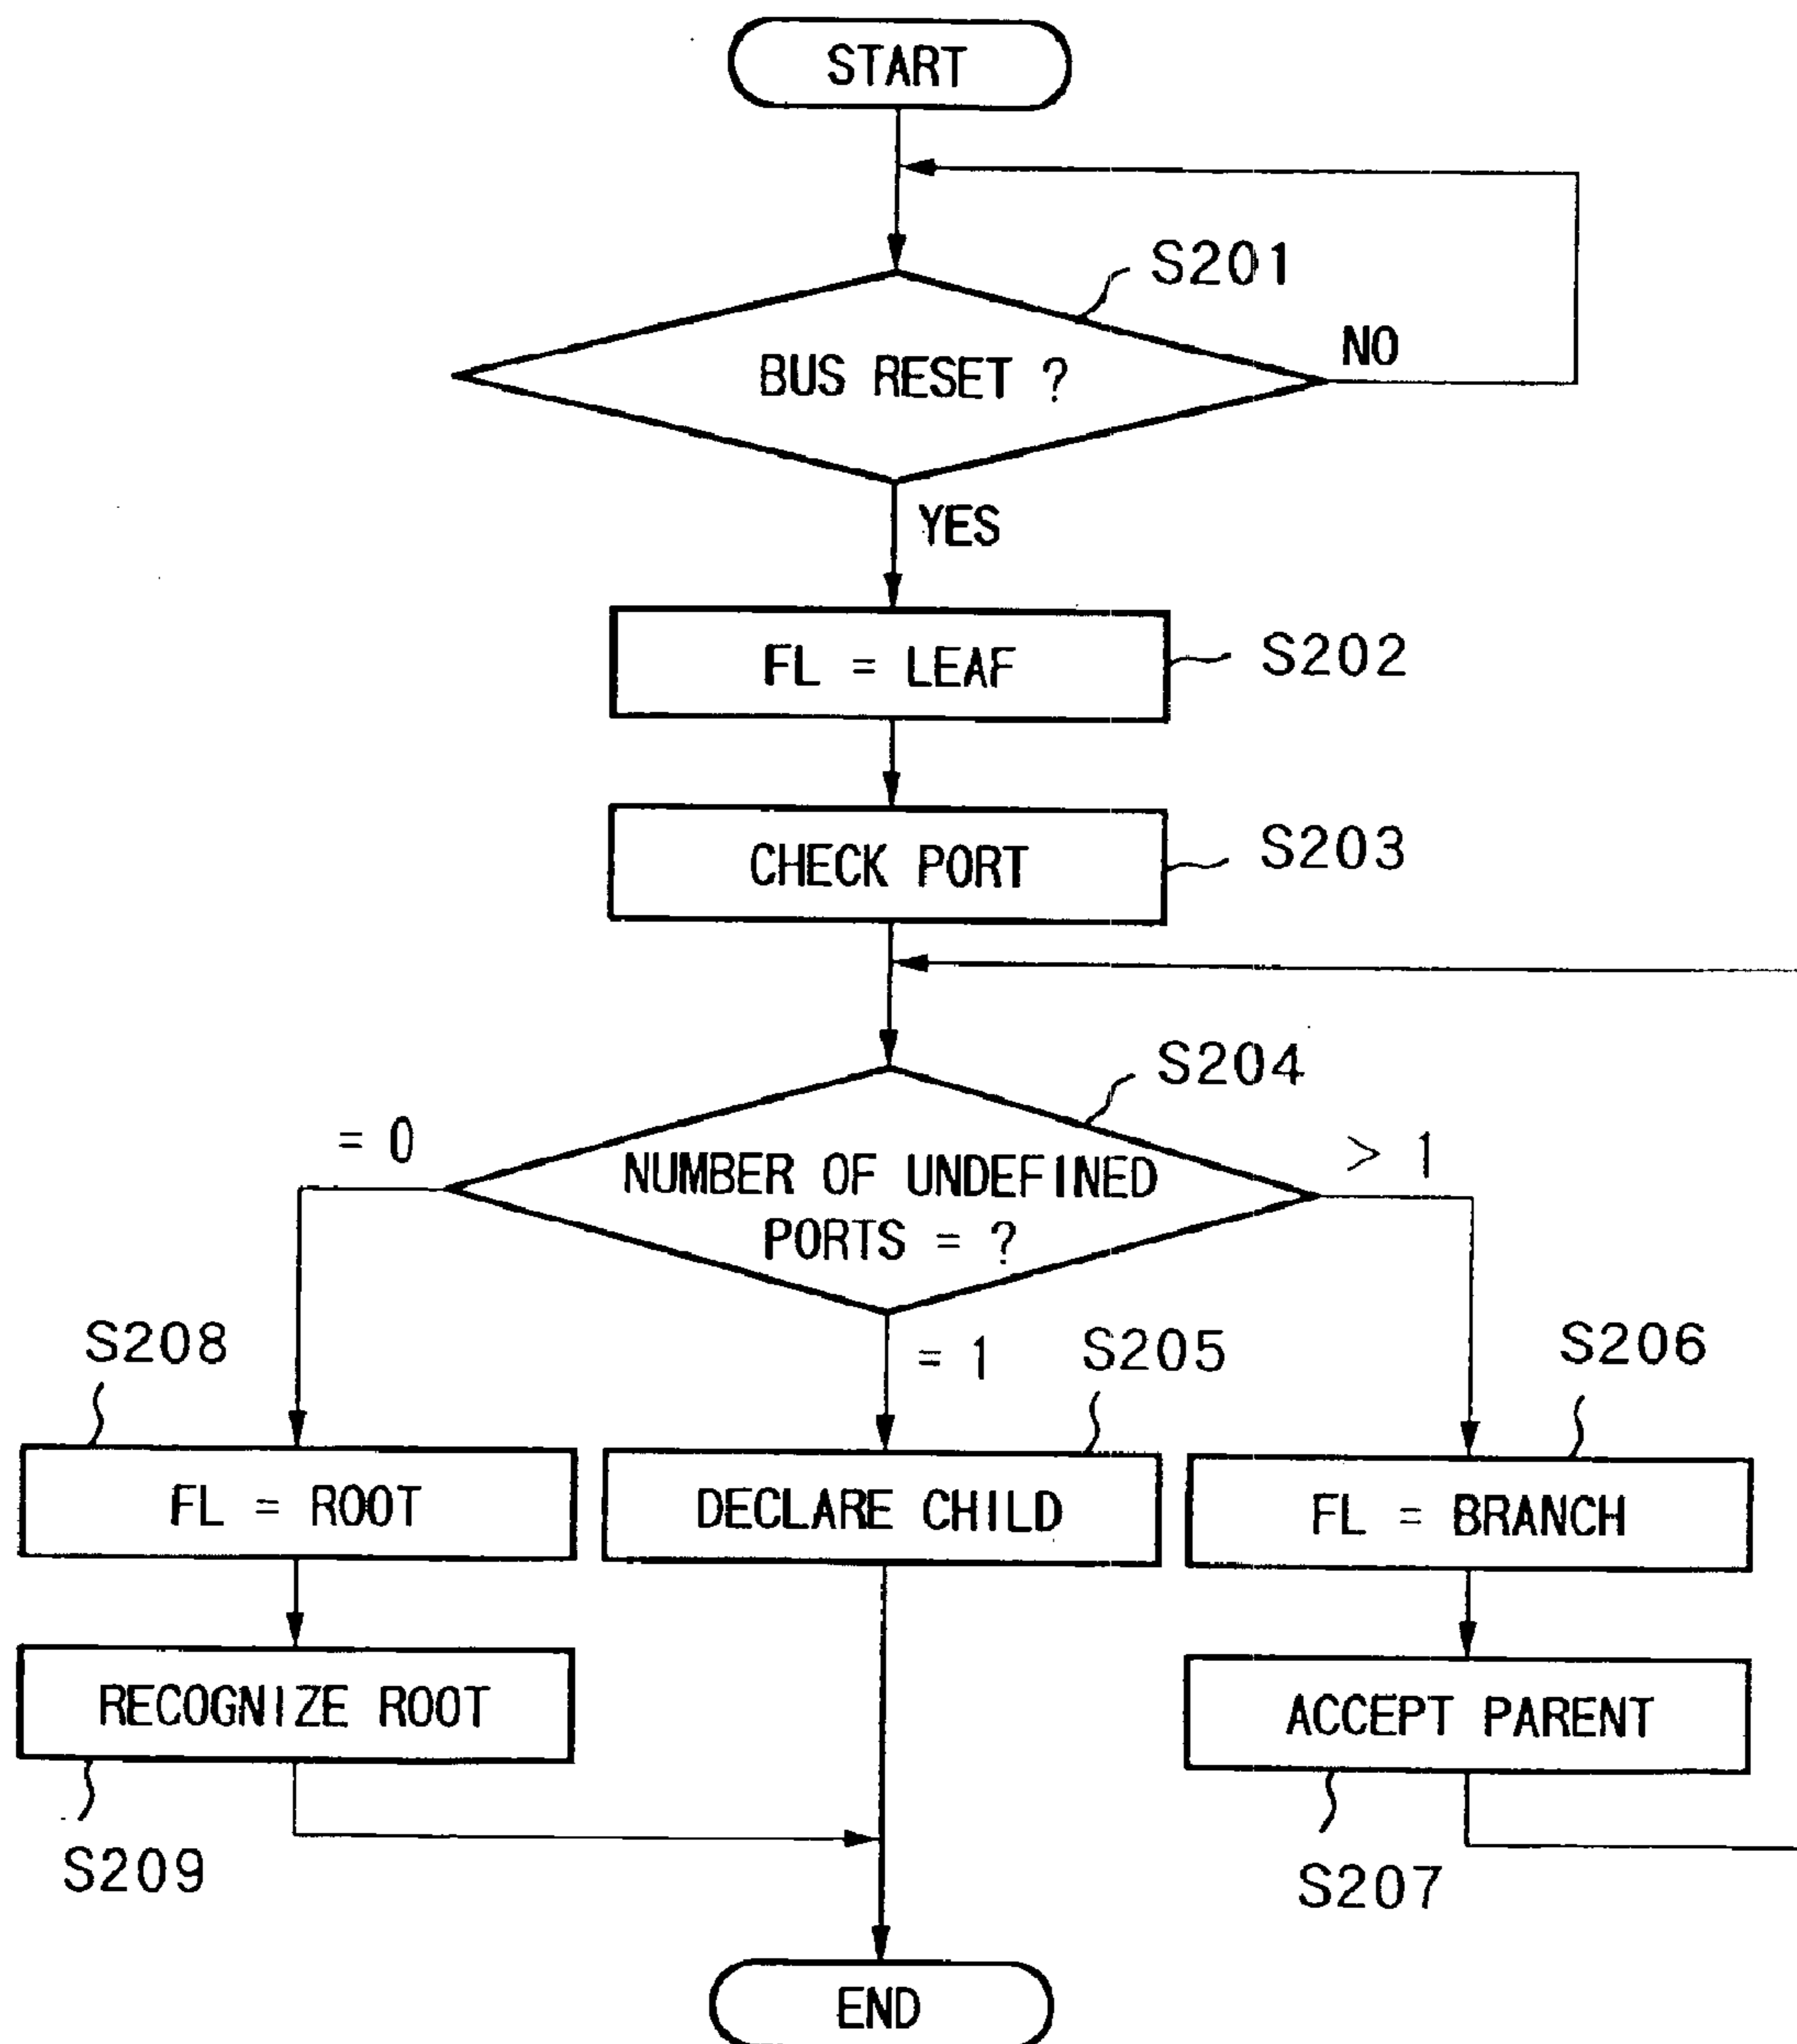 START
S201
BUS RESET ?
NO
YES
FL = LEAF
S202
CHECK PORT
S203
S204
= 0
> 1
NUMBER OF UNDEFINED
PORTS = ?
S208
= 1
S205
S206
FL = ROOT
DECLARE CHILD
FL = BRANCH
RECOGNIZE ROOT
ACCEPT PARENT
S209
S207
END